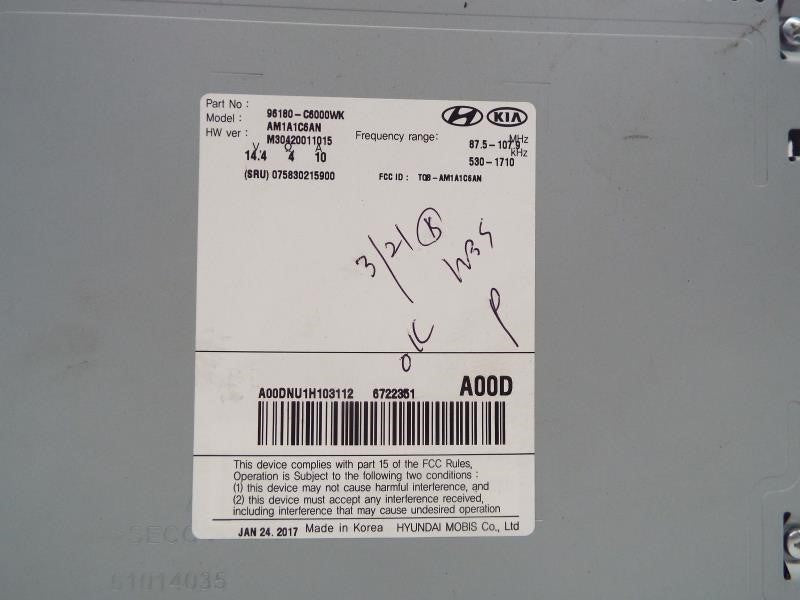 Part No : 96180-C6000WK
Model : AM1A1C6AN
HW ver : M30420011015
V Ω A
14.4 4 10
(SRU) 075830215900
HYUNDAI KIA
Frequency range: 87.5-107.9 MHz
530-1710 kHz
FCC ID : TQ8-AM1A1C6AN
3/21 K
P
OK
A00DNU1H103112 6722351 A00D
This device complies with part 15 of the FCC Rules,
Operation is Subject to the following two conditions :
(1) this device may not cause harmful interference, and
(2) this device must accept any interference received,
including interference that may cause undesired operation
JAN 24. 2017 Made in Korea HYUNDAI MOBIS Co., Ltd
SECC
61014035